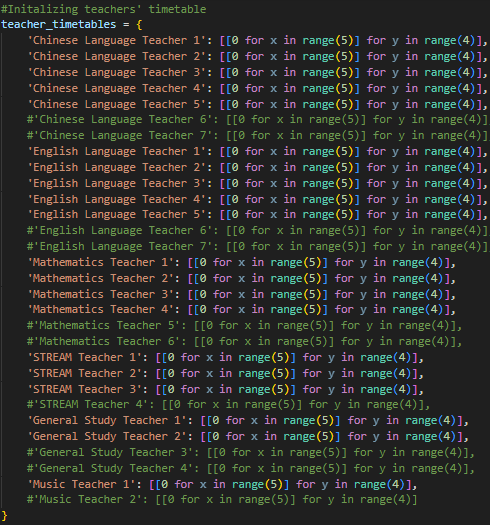 #Initalizing teachers' timetable
teacher_timetables = {
    'Chinese Language Teacher 1': [[0 for x in range(5)] for y in range(4)],
    'Chinese Language Teacher 2': [[0 for x in range(5)] for y in range(4)],
    'Chinese Language Teacher 3': [[0 for x in range(5)] for y in range(4)],
    'Chinese Language Teacher 4': [[0 for x in range(5)] for y in range(4)],
    'Chinese Language Teacher 5': [[0 for x in range(5)] for y in range(4)],
    #'Chinese Language Teacher 6': [[0 for x in range(5)] for y in range(4)]
    #'Chinese Language Teacher 7': [[0 for x in range(5)] for y in range(4)]
    'English Language Teacher 1': [[0 for x in range(5)] for y in range(4)],
    'English Language Teacher 2': [[0 for x in range(5)] for y in range(4)],
    'English Language Teacher 3': [[0 for x in range(5)] for y in range(4)],
    'English Language Teacher 4': [[0 for x in range(5)] for y in range(4)],
    'English Language Teacher 5': [[0 for x in range(5)] for y in range(4)],
    #'English Language Teacher 6': [[0 for x in range(5)] for y in range(4)]
    #'English Language Teacher 7': [[0 for x in range(5)] for y in range(4)]
    'Mathematics Teacher 1': [[0 for x in range(5)] for y in range(4)],
    'Mathematics Teacher 2': [[0 for x in range(5)] for y in range(4)],
    'Mathematics Teacher 3': [[0 for x in range(5)] for y in range(4)],
    'Mathematics Teacher 4': [[0 for x in range(5)] for y in range(4)],
    #'Mathematics Teacher 5': [[0 for x in range(5)] for y in range(4)],
    #'Mathematics Teacher 6': [[0 for x in range(5)] for y in range(4)],
    'STREAM Teacher 1': [[0 for x in range(5)] for y in range(4)],
    'STREAM Teacher 2': [[0 for x in range(5)] for y in range(4)],
    'STREAM Teacher 3': [[0 for x in range(5)] for y in range(4)],
    #'STREAM Teacher 4': [[0 for x in range(5)] for y in range(4)],
    'General Study Teacher 1': [[0 for x in range(5)] for y in range(4)],
    'General Study Teacher 2': [[0 for x in range(5)] for y in range(4)],
    #'General Study Teacher 3': [[0 for x in range(5)] for y in range(4)],
    #'General Study Teacher 4': [[0 for x in range(5)] for y in range(4)],
    'Music Teacher 1': [[0 for x in range(5)] for y in range(4)],
    #'Music Teacher 2': [[0 for x in range(5)] for y in range(4)]
}